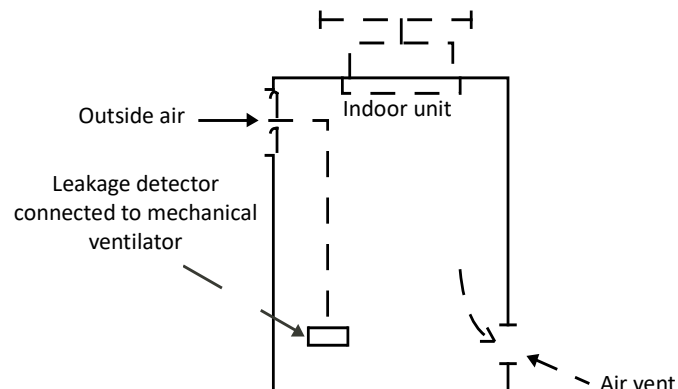 Indoor unit
Outside air
Leakage detector
connected to mechanical
ventilator
Air vent